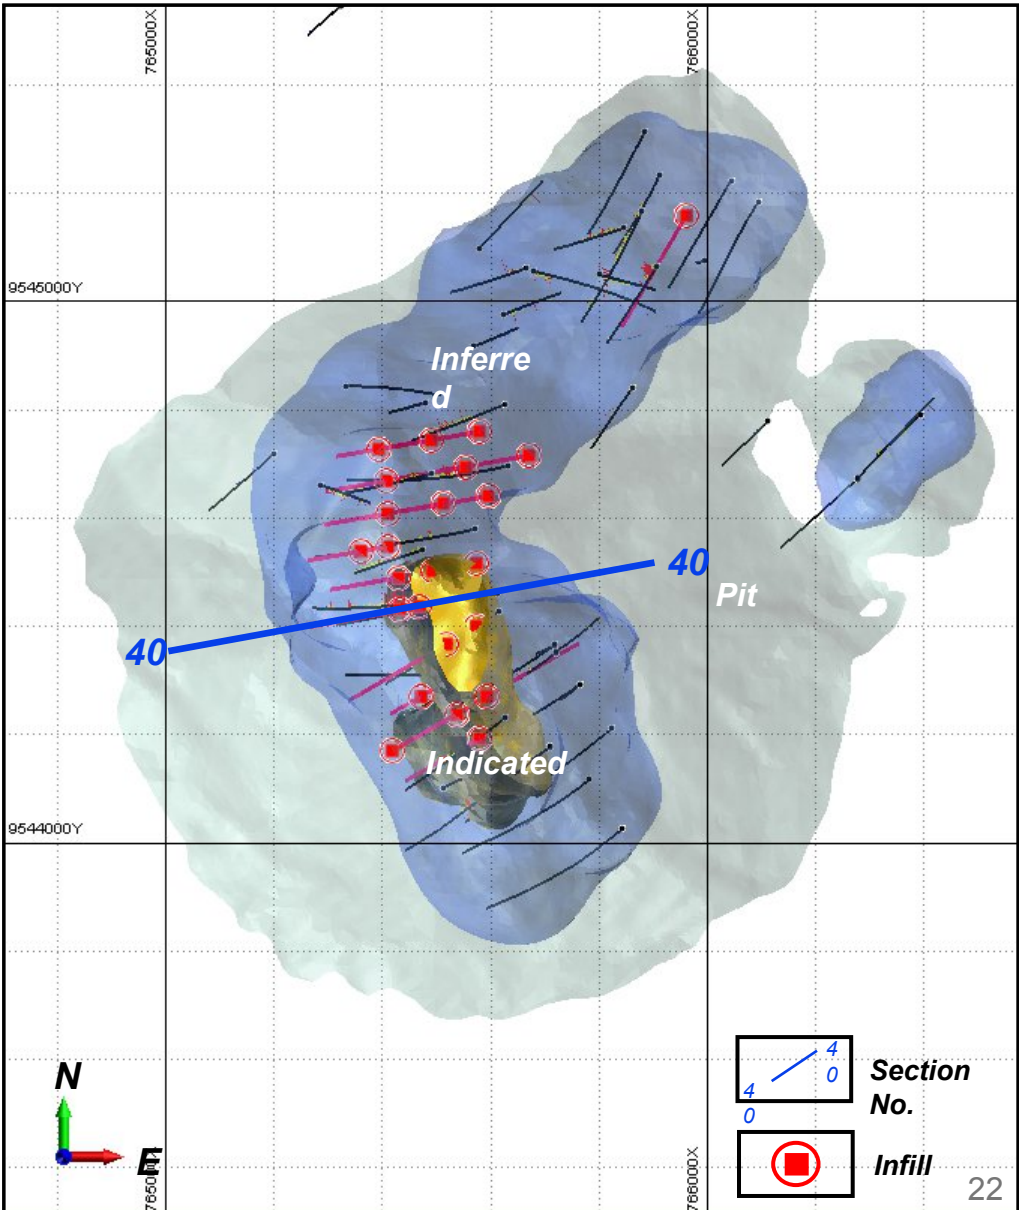 765000X
766000X
9545000Y
Inferre
d
40
Pit
40
Indicated
9544000Y
N
E
765000X
766000X
4
0
4
0
Section
No.
Infill
22